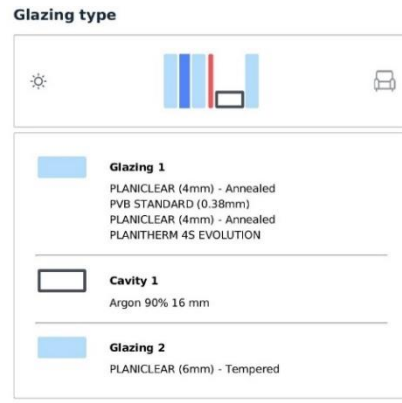 Glazing type
Glazing 1
PLANICLEAR (4mm) - Annealed
PVB STANDARD (0.38mm)
PLANICLEAR (4mm) - Annealed
PLANITHERM 4S EVOLUTION
Cavity 1
Argon 90% 16 mm
Glazing 2
PLANICLEAR (6mm) - Tempered